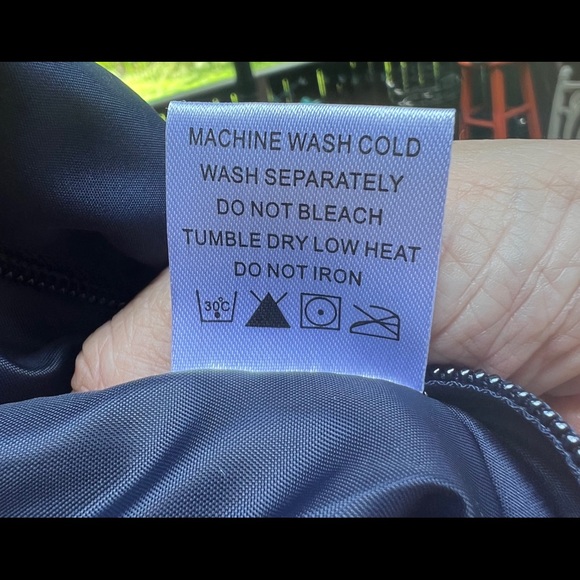 MACHINE WASH COLD
WASH SEPARATELY
DO NOT BLEACH
TUMBLE DRY LOW HEAT
DO NOT IRON
30°C